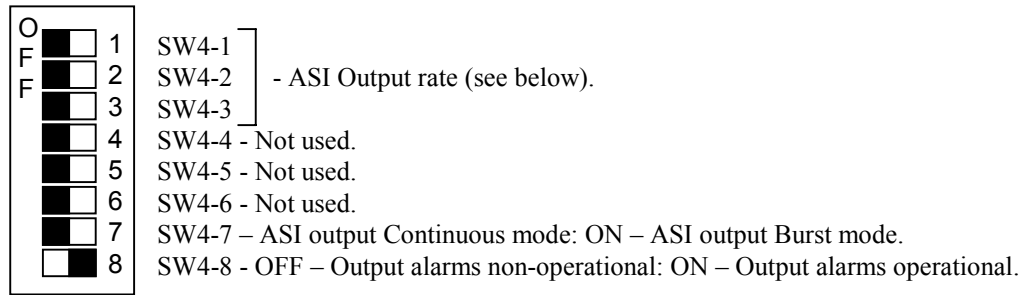 OFF
1 SW4-1
2 SW4-2 - ASI Output rate (see below).
3 SW4-3
4 SW4-4 - Not used.
5 SW4-5 - Not used.
6 SW4-6 - Not used.
7 SW4-7 – ASI output Continuous mode: ON – ASI output Burst mode.
8 SW4-8 - OFF – Output alarms non-operational: ON – Output alarms operational.